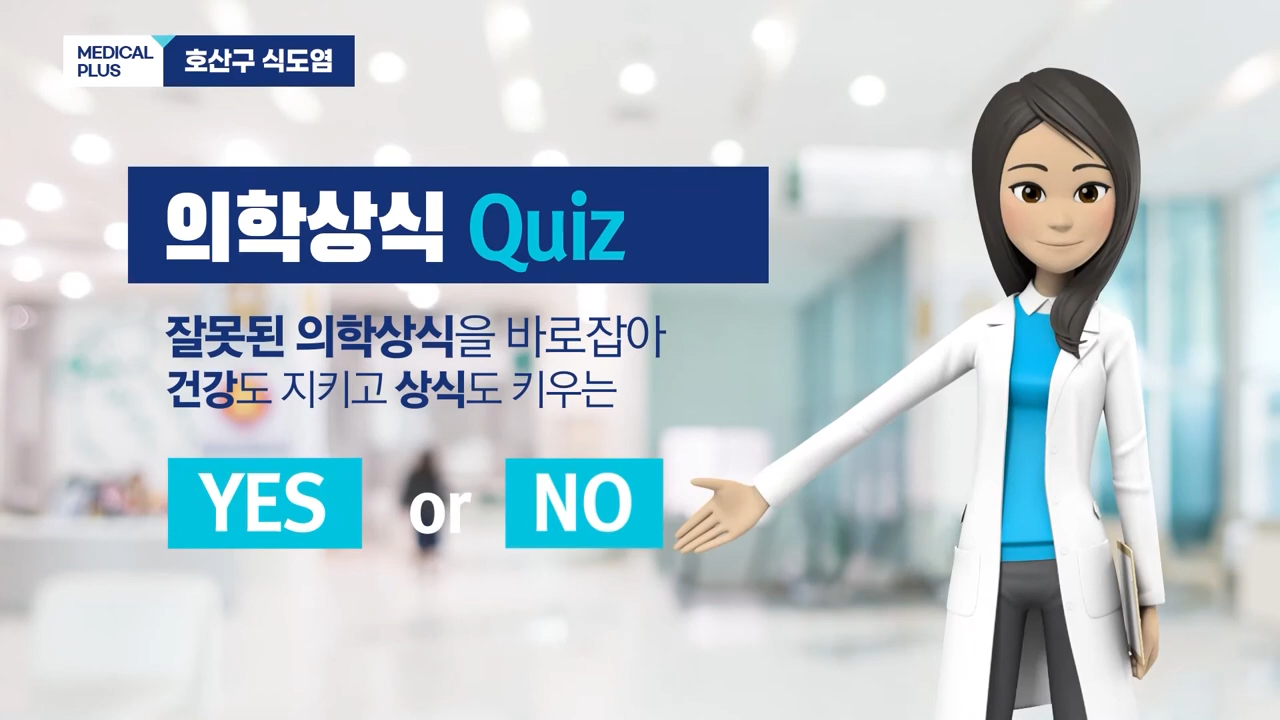 MEDICAL
PLUS
호산구 식도염
의학상식 Quiz
잘못된 의학상식을 바로잡아
건강도 지키고 상식도 키우는
YES or NO